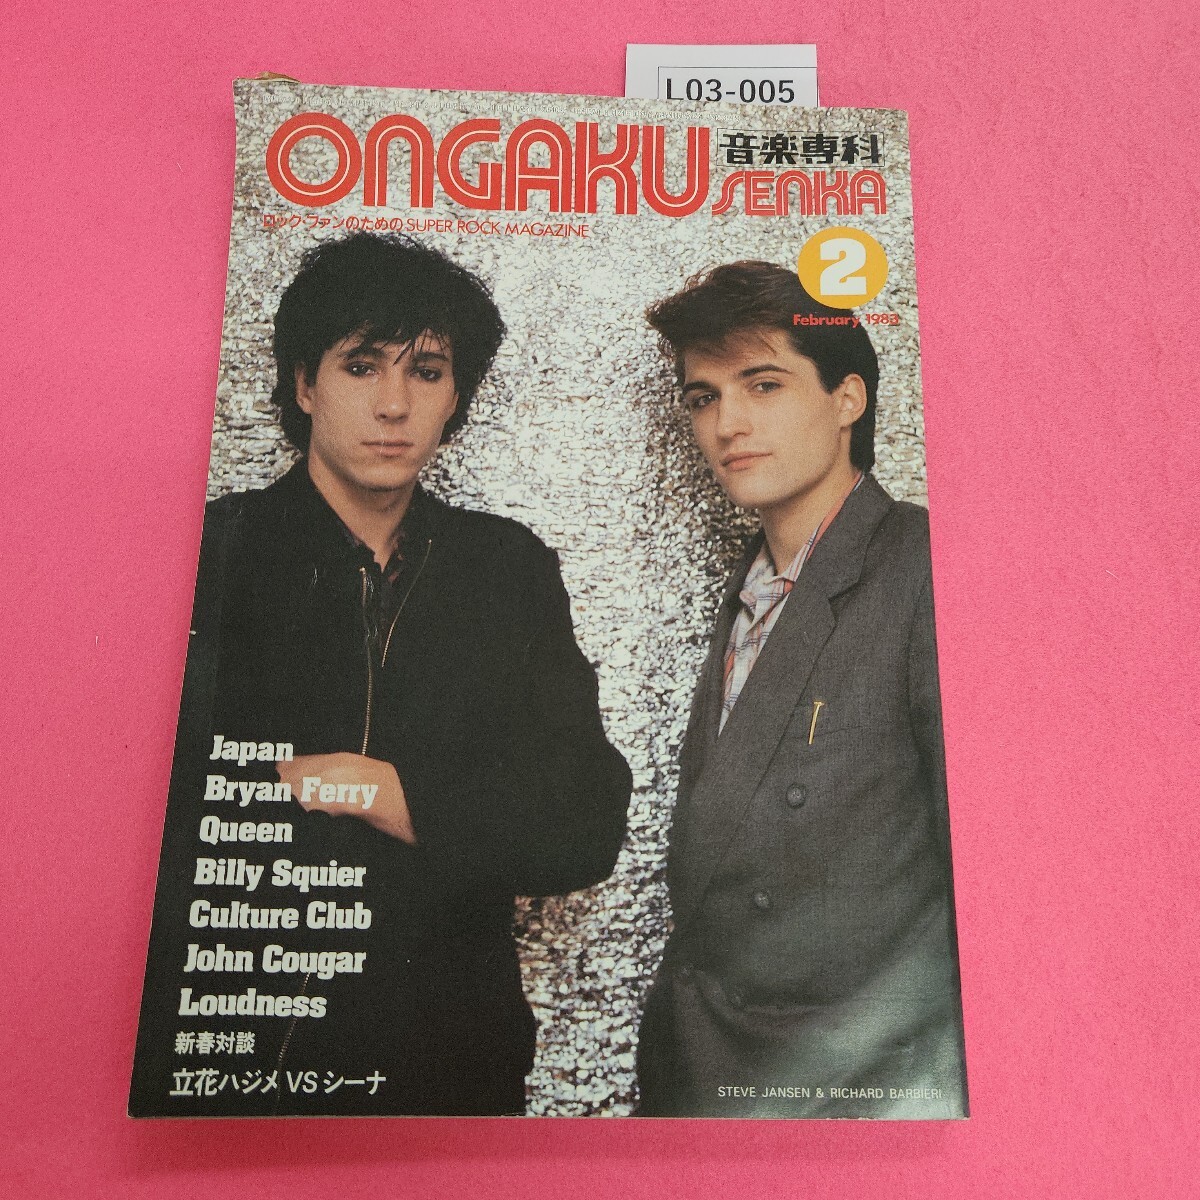 L03-005
ONGAKU
音楽専科
SENKA
ロック・ファンのための SUPER ROCK MAGAZINE
2
February 1983
Japan
Bryan Ferry
Queen
Billy Squier
Culture Club
John Cougar
Loudness
新春対談
立花ハジメ VS シーナ
STEVE JANSEN & RICHARD BARBIERI